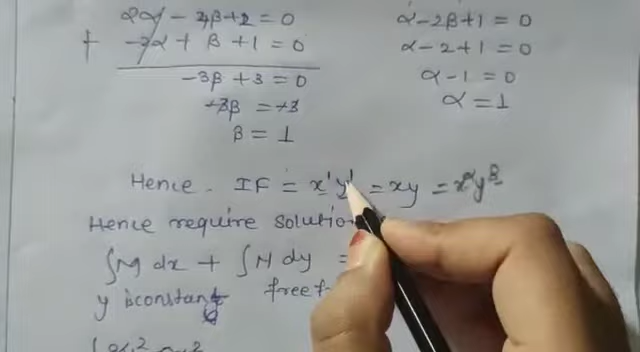 2α - 4β + 2 = 0
+ -2α + β + 1 = 0
-3β + 3 = 0
+3β = +3
β = 1
α - 2β + 1 = 0
α - 2 + 1 = 0
α - 1 = 0
α = 1
Hence. IF = x¹y¹ = xy = x^α y^β
Hence require solution
∫M dx + ∫N dy =
y is constant free